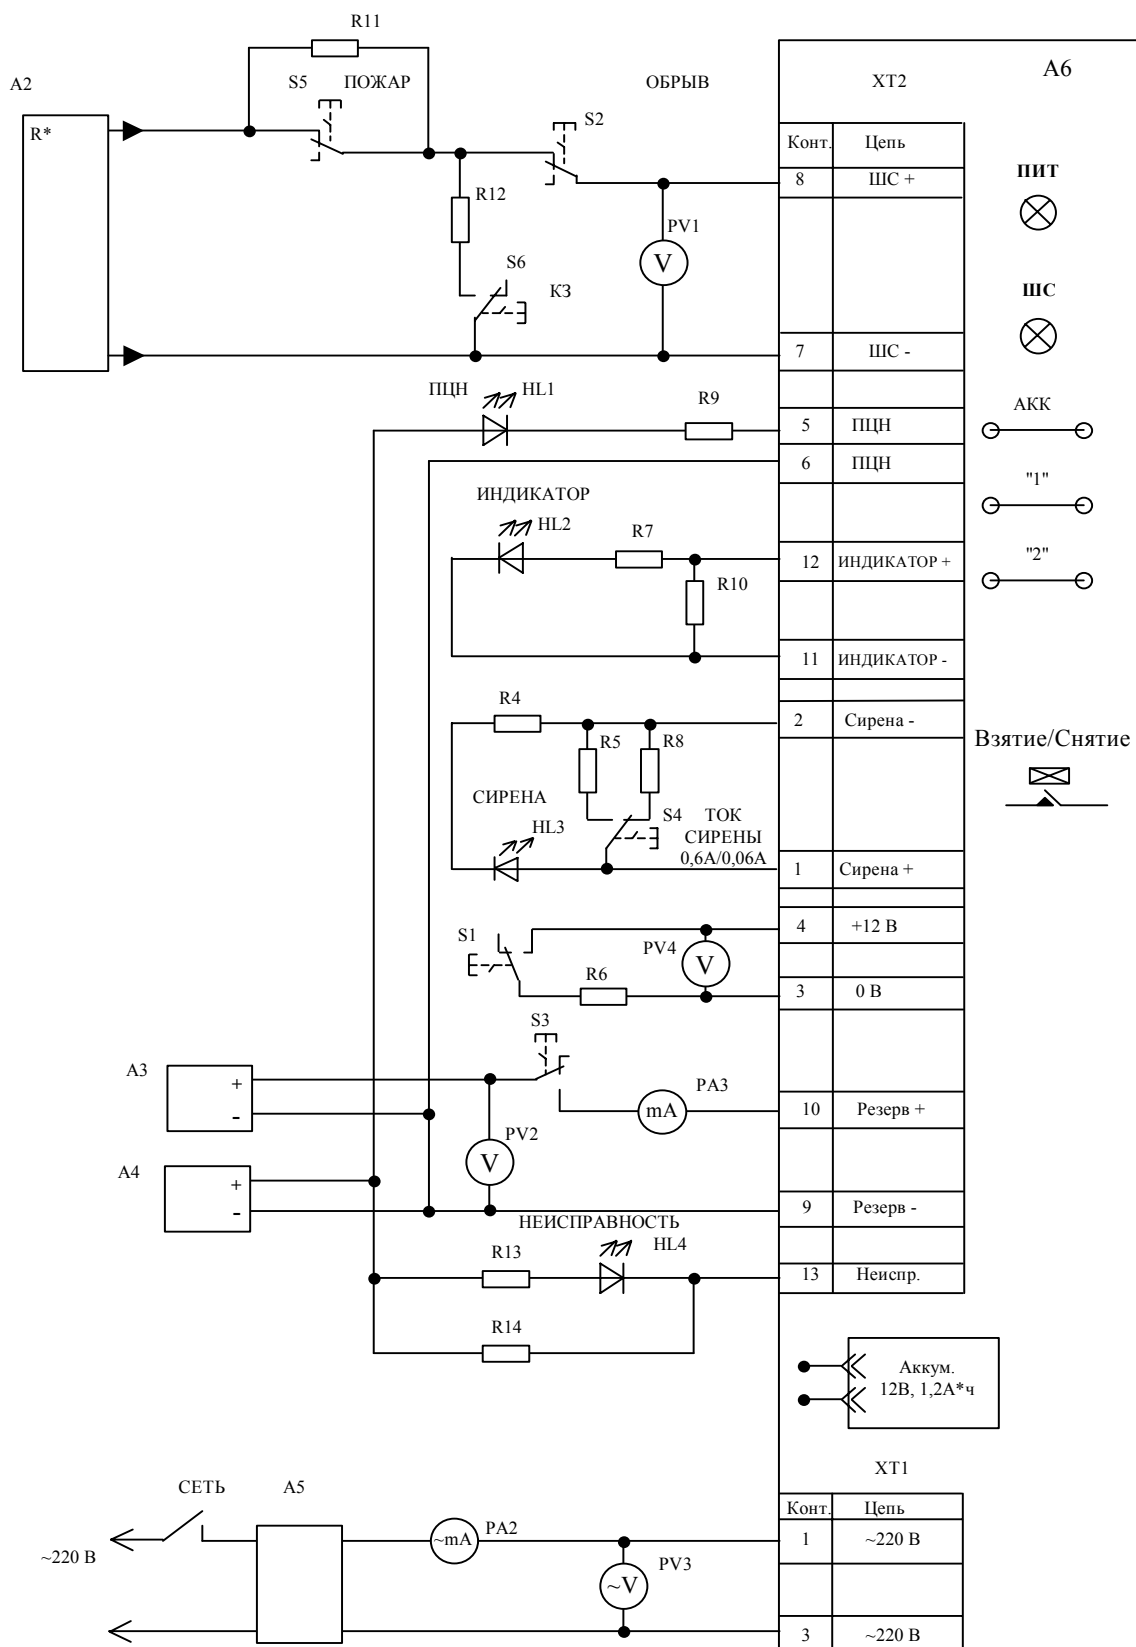 R11
A6
A2
S5
ПОЖАР
ОБРЫВ
XT2
S2
R*
Конт.
Цепь
8
ШС +
ПИТ
R12
PV1
V
S6
КЗ
ШС
7
ШС -
ПЦН
HL1
R9
АКК
5
ПЦН
6
ПЦН
"1"
ИНДИКАТОР
HL2
R7
"2"
12
ИНДИКАТОР +
R10
11
ИНДИКАТОР -
R4
2
Сирена -
R5
R8
Взятие/Снятие
СИРЕНА
S4
ТОК
СИРЕНЫ
0,6А/0,06А
HL3
1
Сирена +
S1
4
+12 В
PV4
V
R6
3
0 В
S3
A3
+
-
PA3
mA
10
Резерв +
PV2
V
A4
+
-
9
Резерв -
НЕИСПРАВНОСТЬ
R13
HL4
13
Неиспр.
R14
Аккум.
12В, 1,2А*ч
XT1
СЕТЬ
A5
Конт.
Цепь
~mA
PA2
1
~220 В
~220 В
PV3
~V
3
~220 В